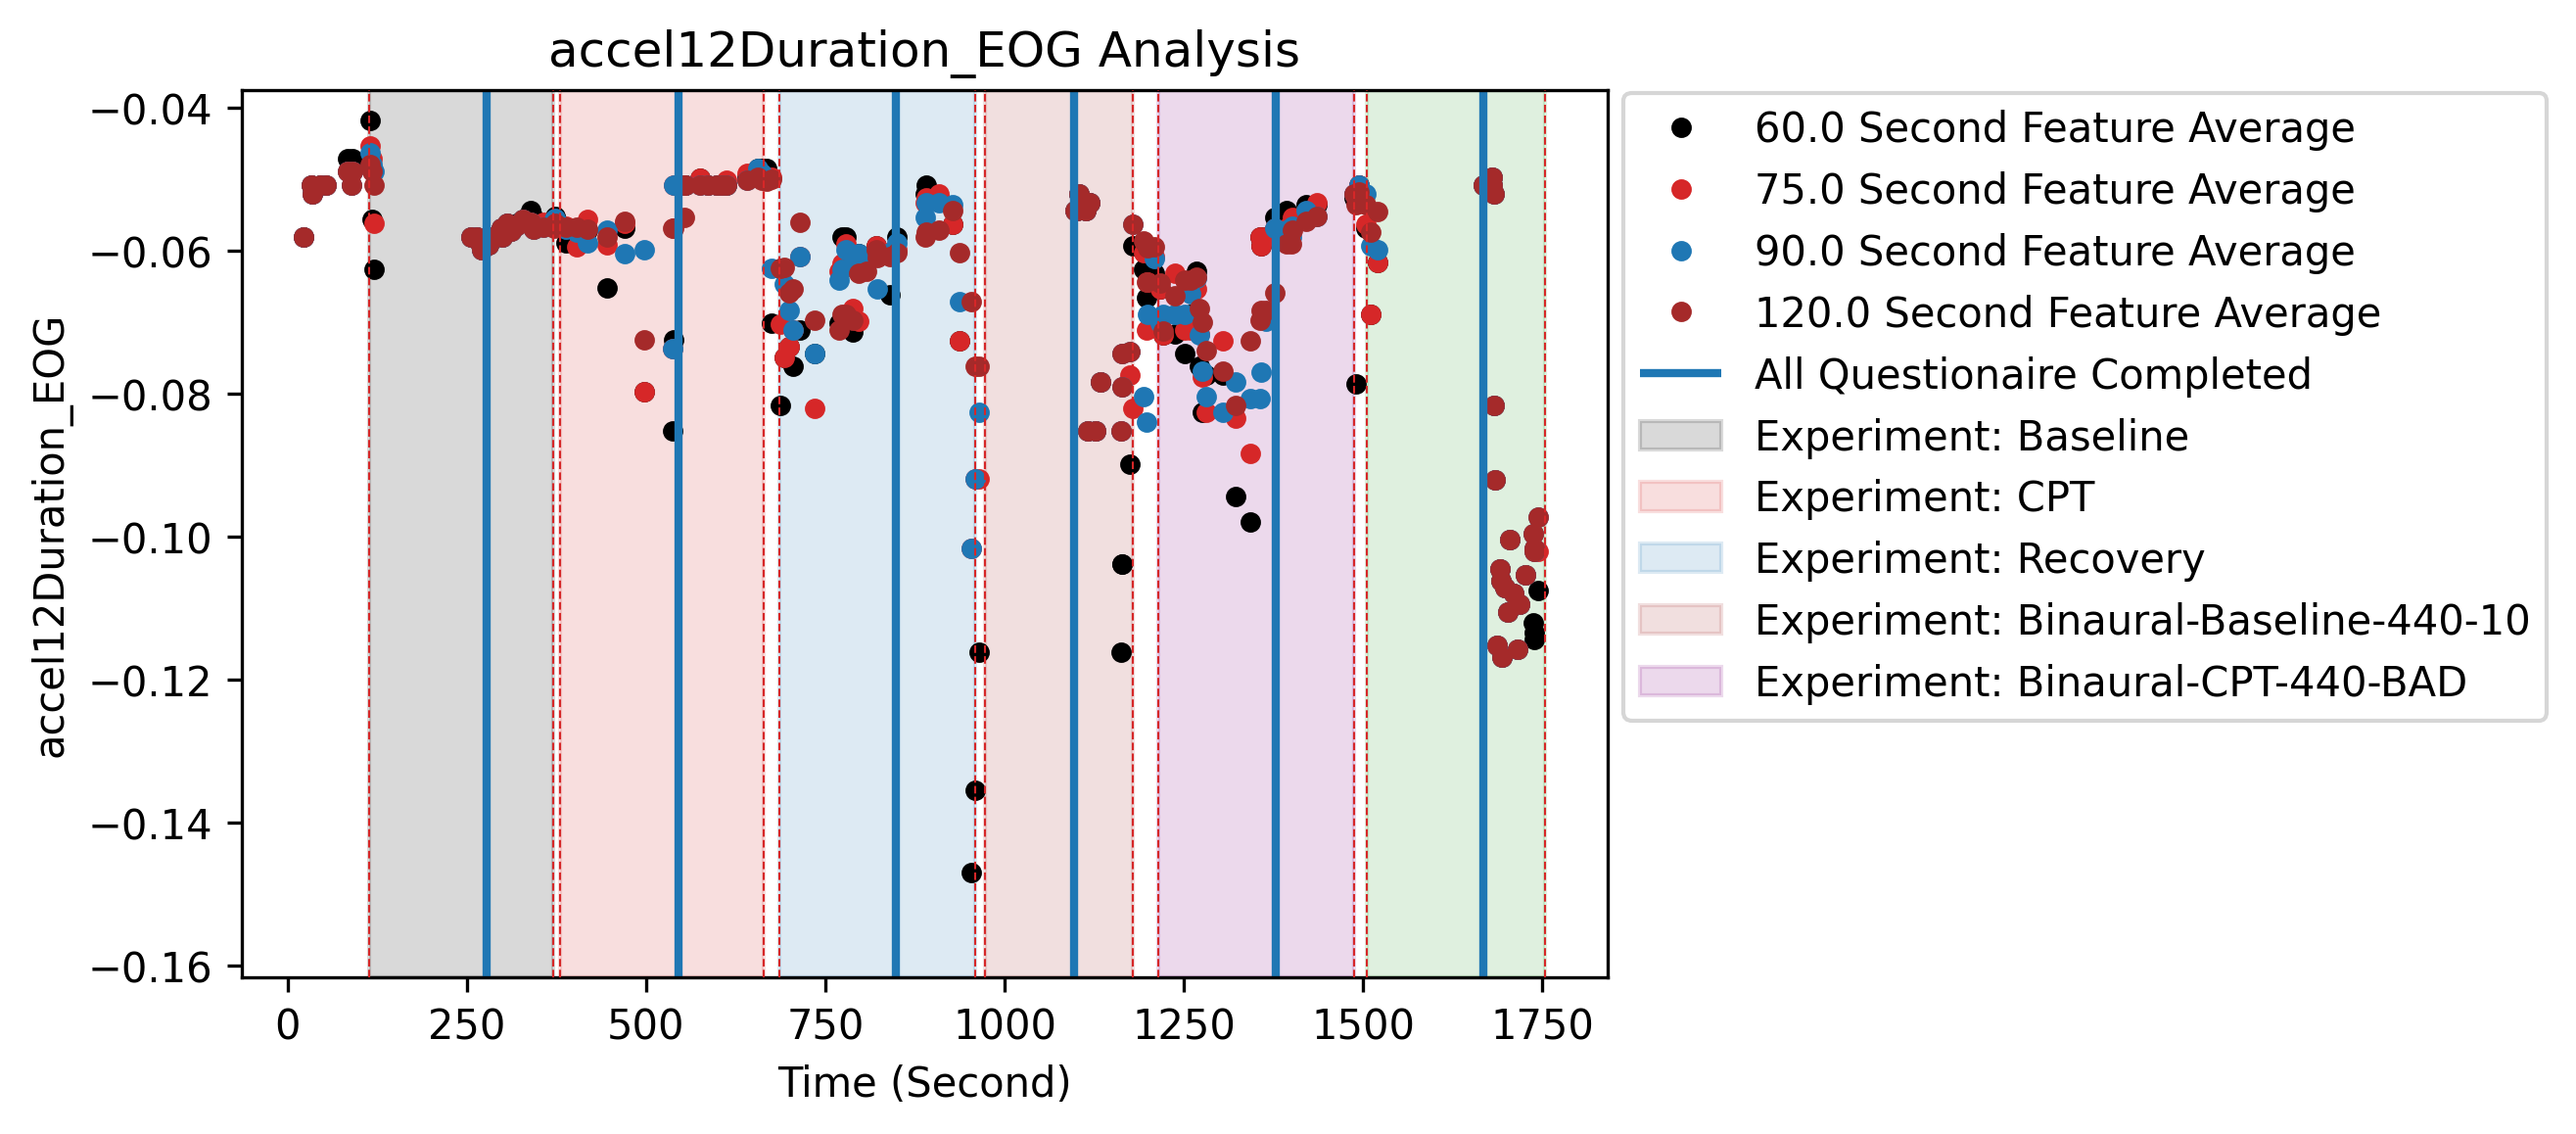 accel12Duration_EOG Analysis
accel12Duration_EOG
−0.04
−0.06
−0.08
−0.10
−0.12
−0.14
−0.16
0 250 500 750 1000 1250 1500 1750
Time (Second)
60.0 Second Feature Average
75.0 Second Feature Average
90.0 Second Feature Average
120.0 Second Feature Average
All Questionaire Completed
Experiment: Baseline
Experiment: CPT
Experiment: Recovery
Experiment: Binaural-Baseline-440-10
Experiment: Binaural-CPT-440-BAD